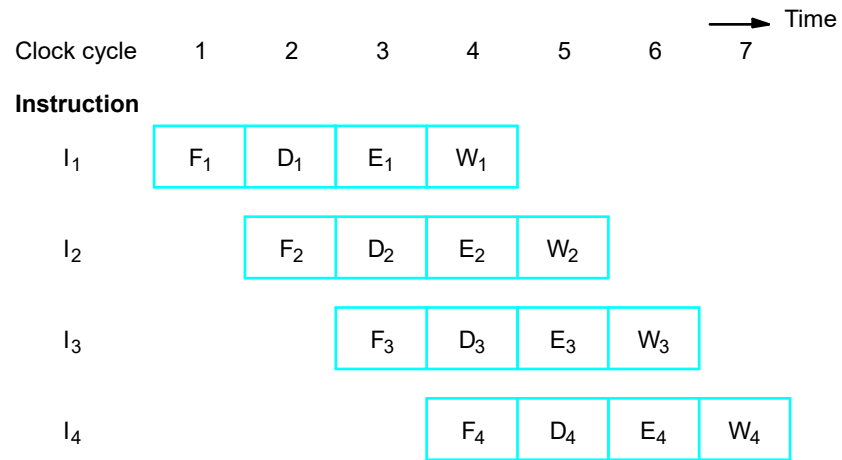 Time
Clock cycle 1 2 3 4 5 6 7
Instruction
I1 F1 D1 E1 W1
I2 F2 D2 E2 W2
I3 F3 D3 E3 W3
I4 F4 D4 E4 W4